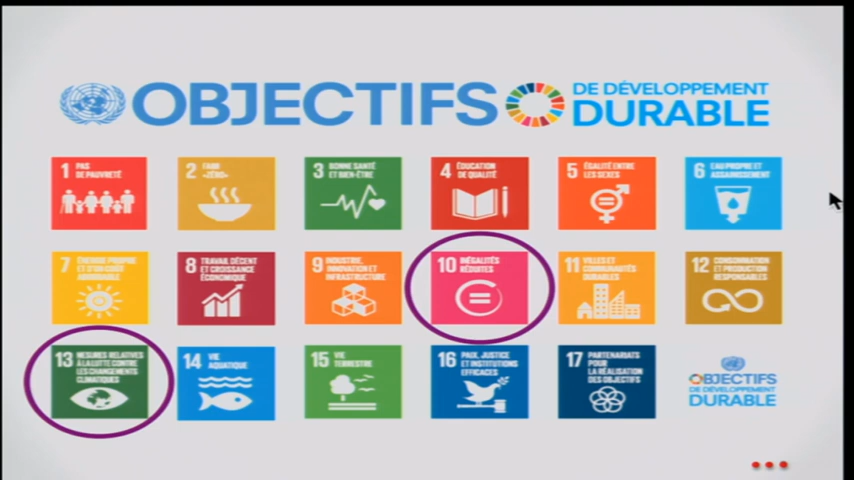 OBJECTIFS
DE DÉVELOPPEMENT
DURABLE
1 PAS
DE PAUVRETÉ
2 FAIM
«ZÉRO»
3 BONNE SANTÉ
ET BIEN-ÊTRE
4 ÉDUCATION
DE QUALITÉ
5 ÉGALITÉ ENTRE
LES SEXES
6 EAU PROPRE ET
ASSAINISSEMENT
7 ÉNERGIE PROPRE
ET D'UN COÛT
ABORDABLE
8 TRAVAIL DÉCENT
ET CROISSANCE
ÉCONOMIQUE
9 INDUSTRIE,
INNOVATION ET
INFRASTRUCTURE
10 INÉGALITÉS
RÉDUITES
11 VILLES ET
COMMUNAUTÉS
DURABLES
12 CONSOMMATION
ET PRODUCTION
RESPONSABLES
13 MESURES RELATIVES
À LA LUTTE CONTRE
LES CHANGEMENTS
CLIMATIQUES
14 VIE
AQUATIQUE
15 VIE
TERRESTRE
16 PAIX, JUSTICE
ET INSTITUTIONS
EFFICACES
17 PARTENARIATS
POUR
LA RÉALISATION
DES OBJECTIFS
OBJECTIFS
DE DÉVELOPPEMENT
DURABLE